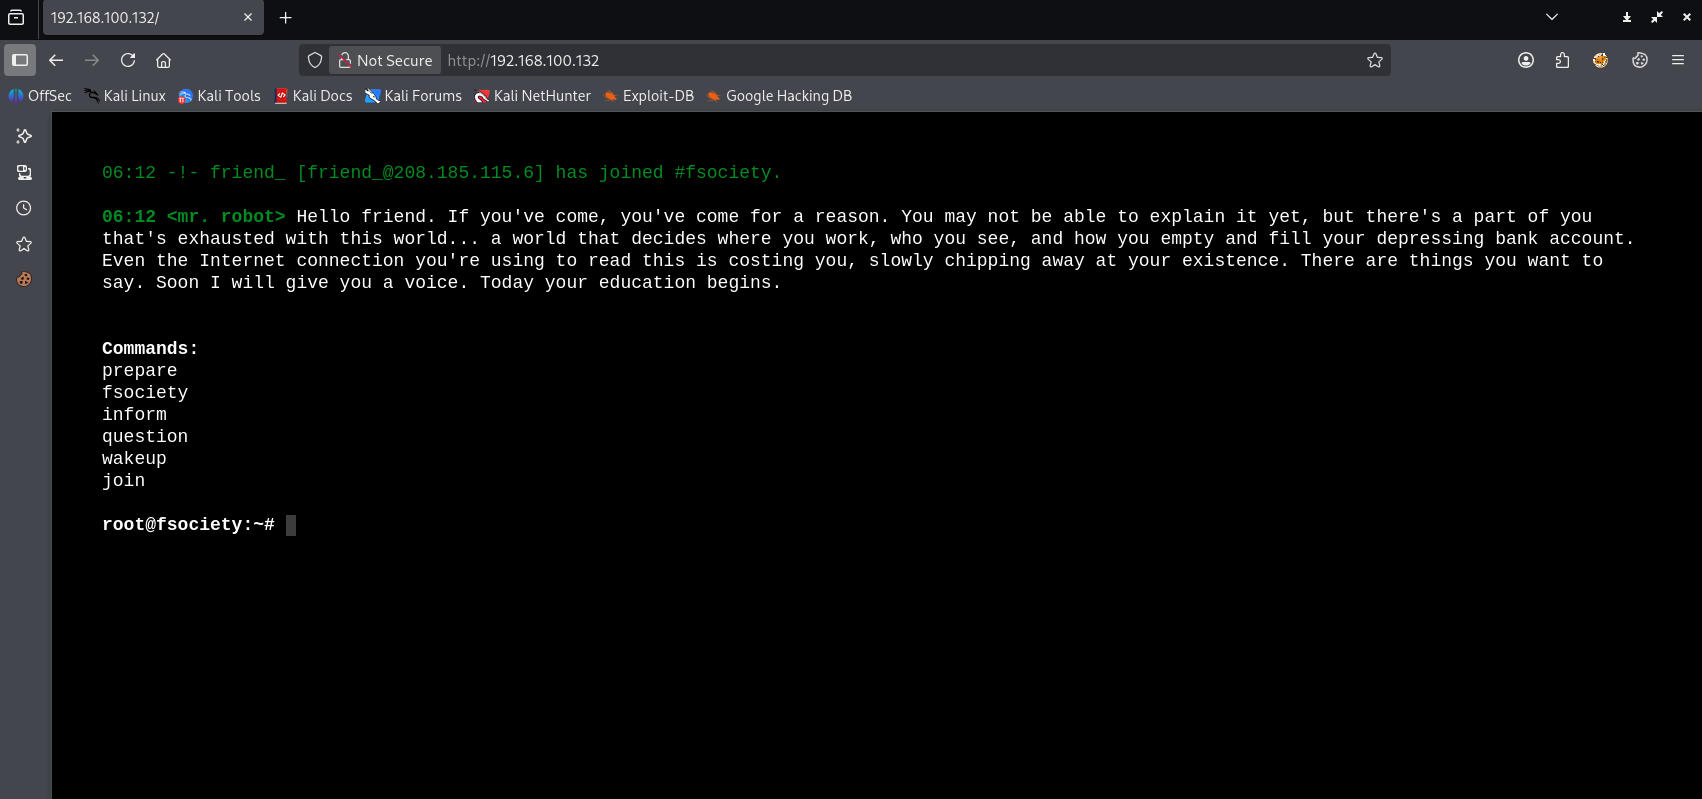 192.168.100.132/
Not Secure http://192.168.100.132
OffSec Kali Linux Kali Tools Kali Docs Kali Forums Kali NetHunter Exploit-DB Google Hacking DB
06:12 -!- friend_ [friend_@208.185.115.6] has joined #fsociety.
06:12 <mr. robot> Hello friend. If you've come, you've come for a reason. You may not be able to explain it yet, but there's a part of you
that's exhausted with this world... a world that decides where you work, who you see, and how you empty and fill your depressing bank account.
Even the Internet connection you're using to read this is costing you, slowly chipping away at your existence. There are things you want to
say. Soon I will give you a voice. Today your education begins.
Commands:
prepare
fsociety
inform
question
wakeup
join
root@fsociety:~#